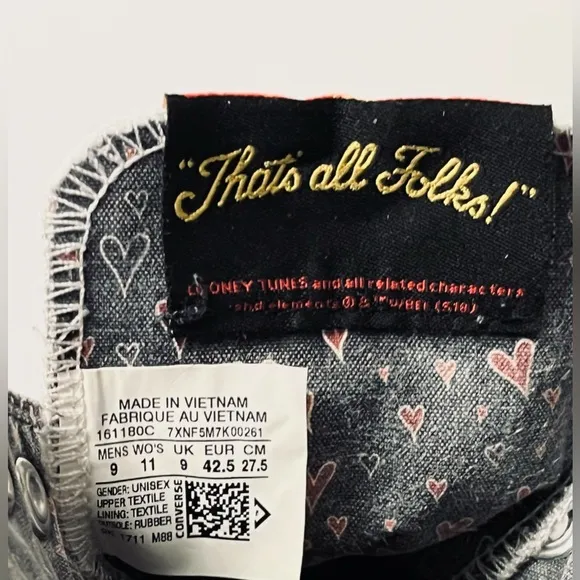 "That's all Folks!"
LOONEY TUNES and all related characters
and elements © & ™ WBEI. (S18)
MADE IN VIETNAM
FABRIQUE AU VIETNAM
161180C 7XNF5M7K00261
MENS WO'S UK EUR CM
9 11 9 42.5 27.5
GENDER: UNISEX
UPPER TEXTILE
LINING: TEXTILE
OUTSOLE: RUBBER
1711 M88
CONVERSE